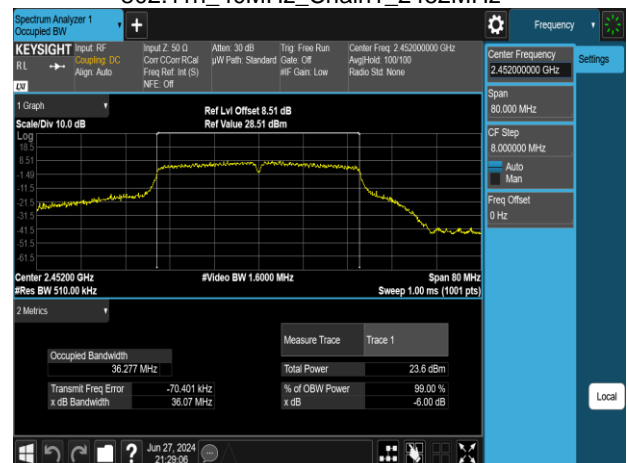 802.11n_40MHz_Chain1_2452MHz
Spectrum Analyzer 1
Occupied BW
Frequency
KEYSIGHT
RL
LXI
Input: RF
Coupling: DC
Align: Auto
Input Z: 50 Ω
Corr CCorr RCal
Freq Ref: Int (S)
NFE: Off
Atten: 30 dB
µW Path: Standard
Trig: Free Run
Gate: Off
#IF Gain: Low
Center Freq: 2.452000000 GHz
Avg|Hold: 100/100
Radio Std: None
Center Frequency
2.452000000 GHz
Settings
Span
80.000 MHz
CF Step
8.000000 MHz
Auto
Man
Freq Offset
0 Hz
1 Graph
Scale/Div 10.0 dB
Ref Lvl Offset 8.51 dB
Ref Value 28.51 dBm
Log
18.5
8.51
-1.49
-11.5
-21.5
-31.5
-41.5
-51.5
-61.5
Center 2.45200 GHz
#Res BW 510.00 kHz
#Video BW 1.6000 MHz
Span 80 MHz
Sweep 1.00 ms (1001 pts)
2 Metrics
Measure Trace
Trace 1
Occupied Bandwidth
36.277 MHz
Total Power
23.6 dBm
Transmit Freq Error
-70.401 kHz
% of OBW Power
99.00 %
x dB Bandwidth
36.07 MHz
x dB
-6.00 dB
Local
Jun 27, 2024
21:29:06